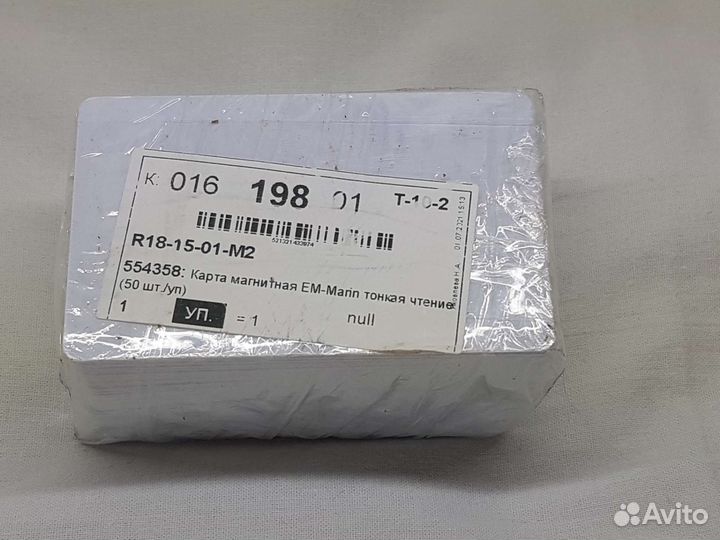 К: 016 198 01 Т-10-2
R18-15-01-M2
554358: Карта магнитная EM-Marin тонкая чтение
(50 шт./уп)
1 УП. = 1 null
Avito